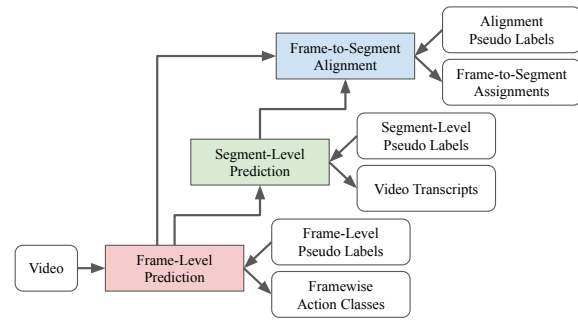 Frame-to-Segment
Alignment
Alignment
Pseudo Labels
Frame-to-Segment
Assignments
Segment-Level
Prediction
Segment-Level
Pseudo Labels
Video Transcripts
Video
Frame-Level
Prediction
Frame-Level
Pseudo Labels
Framewise
Action Classes